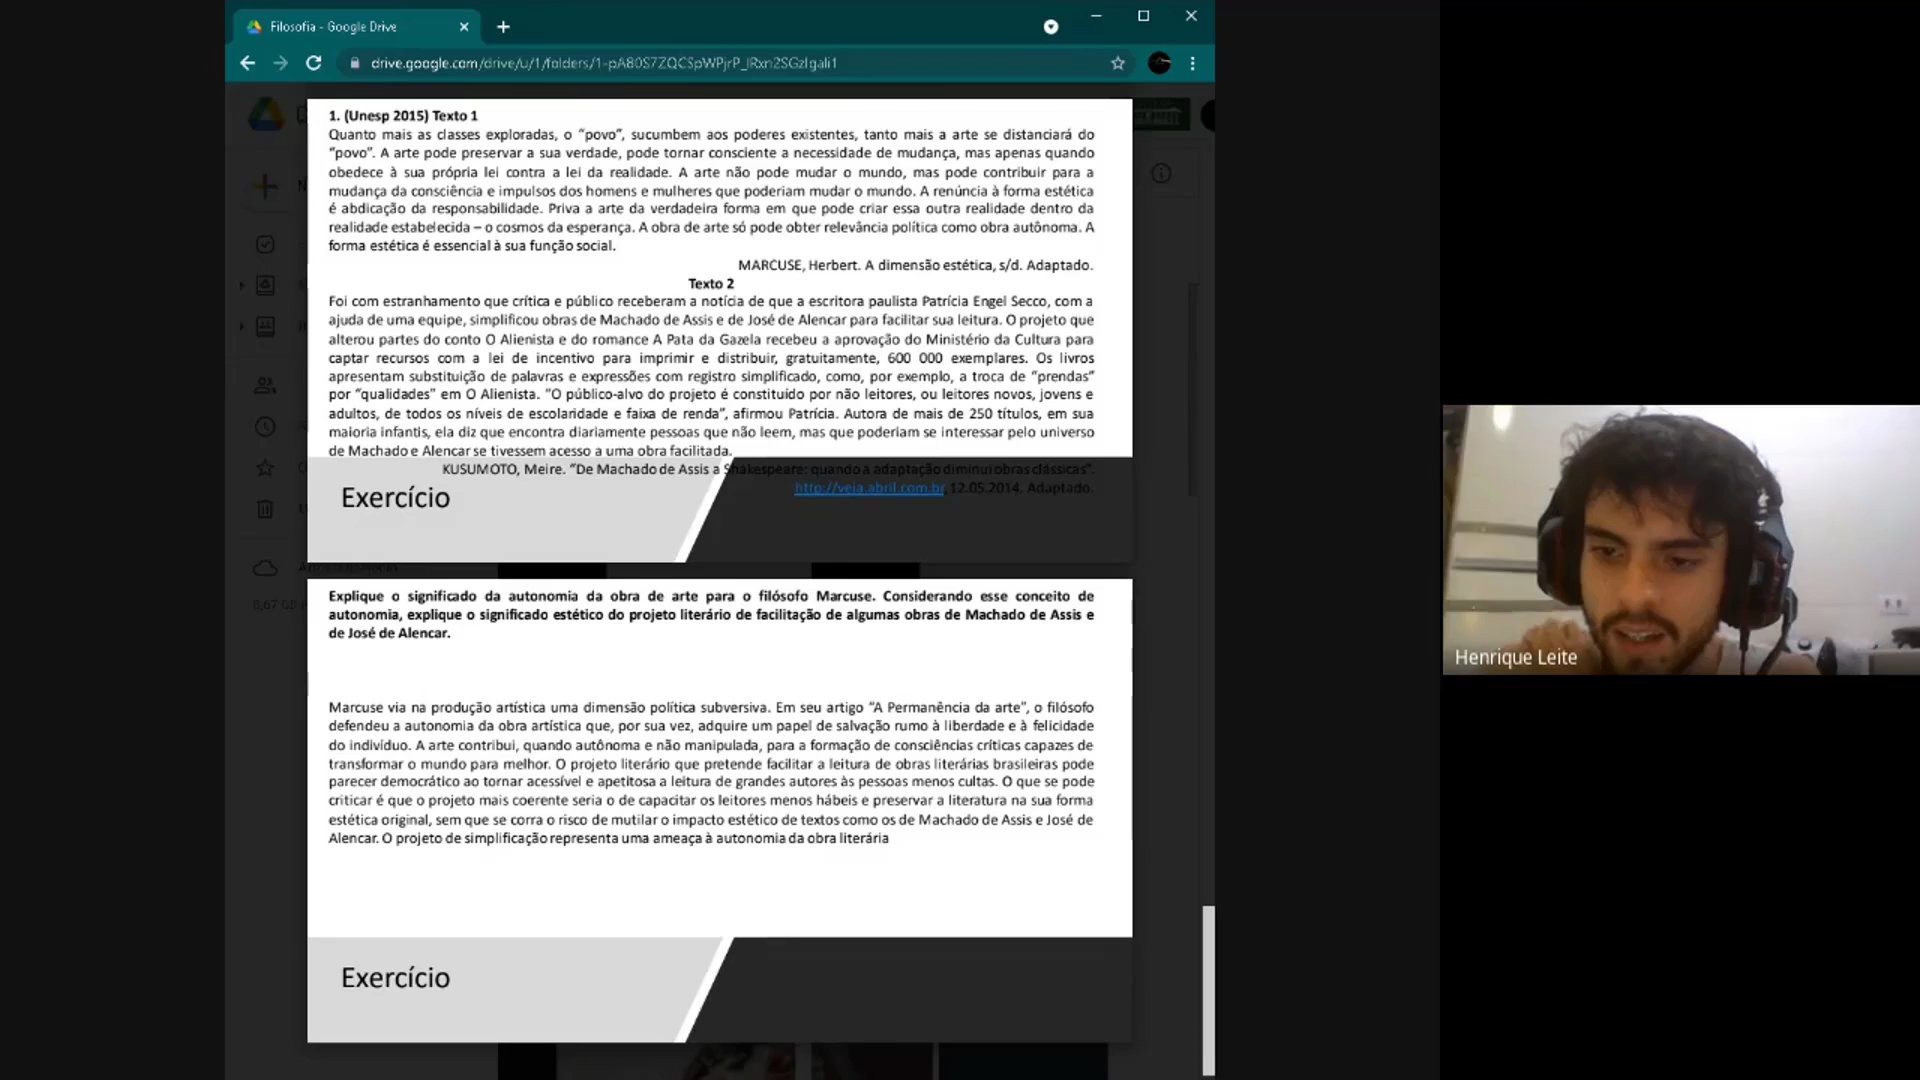 Filosofia - Google Drive
drive.google.com/drive/u/1/folders/1-pA80S7ZQCSpWPjrP_lRxn2SGzIgali1
1. (Unesp 2015) Texto 1
Quanto mais as classes exploradas, o “povo”, sucumbem aos poderes existentes, tanto mais a arte se distanciará do
“povo”. A arte pode preservar a sua verdade, pode tornar consciente a necessidade de mudança, mas apenas quando
obedece à sua própria lei contra a lei da realidade. A arte não pode mudar o mundo, mas pode contribuir para a
mudança da consciência e impulsos dos homens e mulheres que poderiam mudar o mundo. A renúncia à forma estética
é abdicação da responsabilidade. Priva a arte da verdadeira forma em que pode criar essa outra realidade dentro da
realidade estabelecida – o cosmos da esperança. A obra de arte só pode obter relevância política como obra autônoma. A
forma estética é essencial à sua função social.
MARCUSE, Herbert. A dimensão estética, s/d. Adaptado.
Texto 2
Foi com estranhamento que crítica e público receberam a notícia de que a escritora paulista Patrícia Engel Secco, com a
ajuda de uma equipe, simplificou obras de Machado de Assis e de José de Alencar para facilitar sua leitura. O projeto que
alterou partes do conto O Alienista e do romance A Pata da Gazela recebeu a aprovação do Ministério da Cultura para
captar recursos com a lei de incentivo para imprimir e distribuir, gratuitamente, 600 000 exemplares. Os livros
apresentam substituição de palavras e expressões com registro simplificado, como, por exemplo, a troca de “prendas”
por “qualidades” em O Alienista. “O público-alvo do projeto é constituído por não leitores, ou leitores novos, jovens e
adultos, de todos os níveis de escolaridade e faixa de renda”, afirmou Patrícia. Autora de mais de 250 títulos, em sua
maioria infantis, ela diz que encontra diariamente pessoas que não leem, mas que poderiam se interessar pelo universo
de Machado e Alencar se tivessem acesso a uma obra facilitada.
KUSUMOTO, Meire. “De Machado de Assis a Shakespeare: quando a adaptação diminui obras clássicas”.
http://veja.abril.com.br, 12.05.2014. Adaptado.
Exercício
8,67 G
Explique o significado da autonomia da obra de arte para o filósofo Marcuse. Considerando esse conceito de
autonomia, explique o significado estético do projeto literário de facilitação de algumas obras de Machado de Assis e
de José de Alencar.
Marcuse via na produção artística uma dimensão política subversiva. Em seu artigo “A Permanência da arte”, o filósofo
defendeu a autonomia da obra artística que, por sua vez, adquire um papel de salvação rumo à liberdade e à felicidade
do indivíduo. A arte contribui, quando autônoma e não manipulada, para a formação de consciências críticas capazes de
transformar o mundo para melhor. O projeto literário que pretende facilitar a leitura de obras literárias brasileiras pode
parecer democrático ao tornar acessível e apetitosa a leitura de grandes autores às pessoas menos cultas. O que se pode
criticar é que o projeto mais coerente seria o de capacitar os leitores menos hábeis e preservar a literatura na sua forma
estética original, sem que se corra o risco de mutilar o impacto estético de textos como os de Machado de Assis e José de
Alencar. O projeto de simplificação representa uma ameaça à autonomia da obra literária
Exercício
Henrique Leite